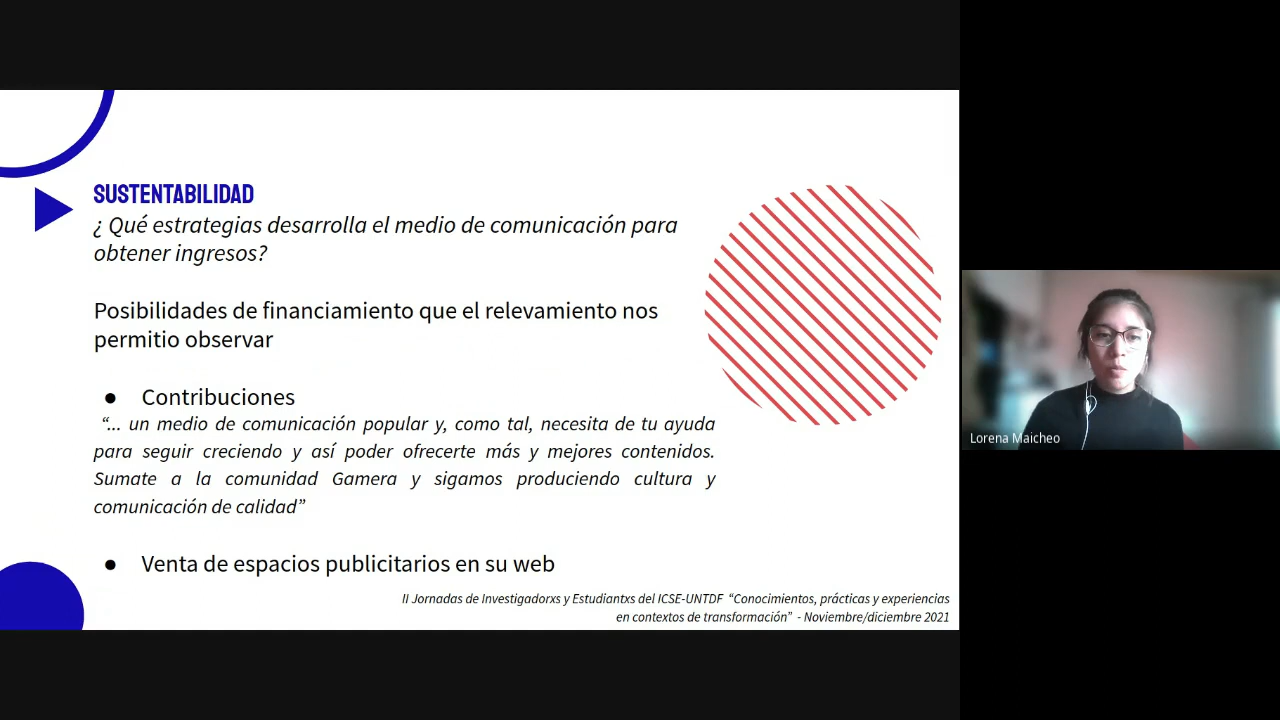 SUSTENTABILIDAD
¿ Qué estrategias desarrolla el medio de comunicación para
obtener ingresos?
Posibilidades de financiamiento que el relevamiento nos
permitio observar
● Contribuciones
“... un medio de comunicación popular y, como tal, necesita de tu ayuda
para seguir creciendo y así poder ofrecerte más y mejores contenidos.
Sumate a la comunidad Gamera y sigamos produciendo cultura y
comunicación de calidad”
● Venta de espacios publicitarios en su web
II Jornadas de Investigadorxs y Estudiantxs del ICSE-UNTDF “Conocimientos, prácticas y experiencias
en contextos de transformación” - Noviembre/diciembre 2021
Lorena Maicheo